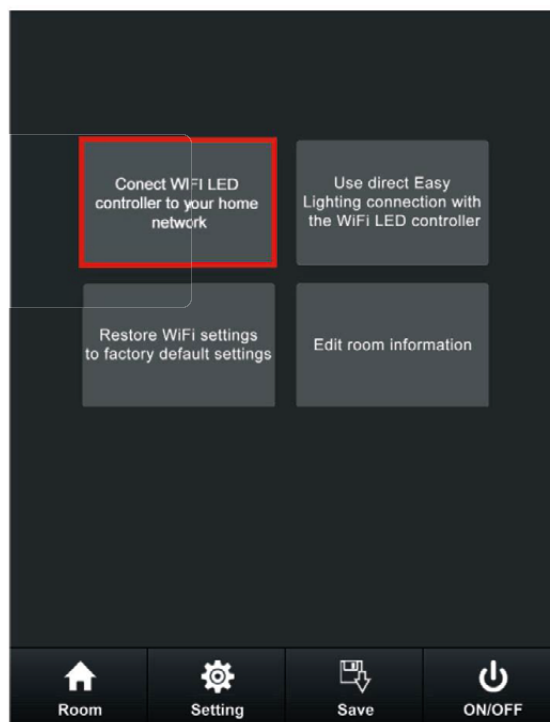 Conect WIFI LED
controller to your home
network
Use direct Easy
Lighting connection with
the WiFi LED controller
Restore WiFi settings
to factory default settings
Edit room information
Room
Setting
Save
ON/OFF